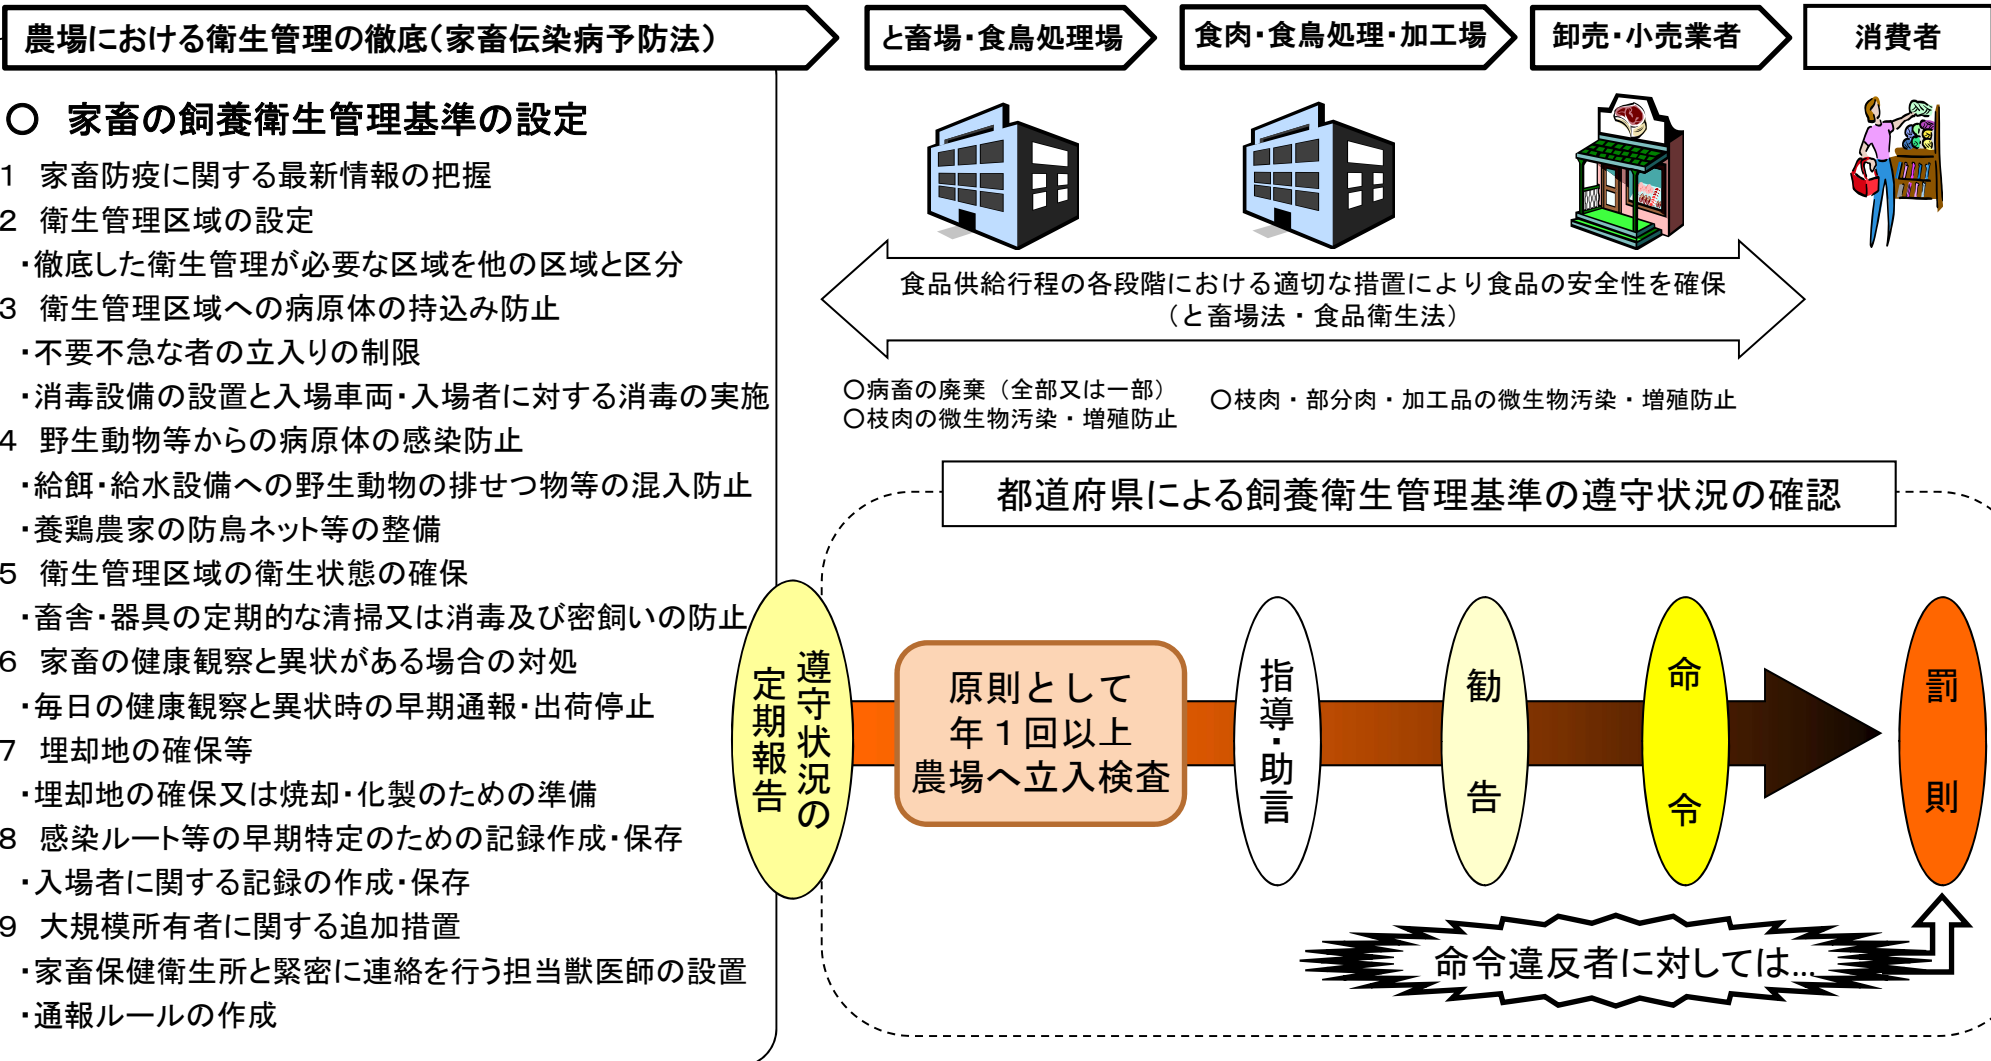 農場における衛生管理の徹底（家畜伝染病予防法）
と畜場・食鳥処理場
食肉・食鳥処理・加工場
卸売・小売業者
消費者
○　家畜の飼養衛生管理基準の設定
1　家畜防疫に関する最新情報の把握
2　衛生管理区域の設定
・徹底した衛生管理が必要な区域を他の区域と区分
3　衛生管理区域への病原体の持込み防止
・不要不急な者の立入りの制限
・消毒設備の設置と入場車両・入場者に対する消毒の実施
4　野生動物等からの病原体の感染防止
・給餌・給水設備への野生動物の排せつ物等の混入防止
・養鶏農家の防鳥ネット等の整備
5　衛生管理区域の衛生状態の確保
・畜舎・器具の定期的な清掃又は消毒及び密飼いの防止
6　家畜の健康観察と異状がある場合の対処
・毎日の健康観察と異状時の早期通報・出荷停止
7　埋却地の確保等
・埋却地の確保又は焼却・化製のための準備
8　感染ルート等の早期特定のための記録作成・保存
・入場者に関する記録の作成・保存
9　大規模所有者に関する追加措置
・家畜保健衛生所と緊密に連絡を行う担当獣医師の設置
・通報ルールの作成
食品供給行程の各段階における適切な措置により食品の安全性を確保
（と畜場法・食品衛生法）
○病畜の廃棄（全部又は一部）
○枝肉の微生物汚染・増殖防止
○枝肉・部分肉・加工品の微生物汚染・増殖防止
都道府県による飼養衛生管理基準の遵守状況の確認
遵守状況の
定期報告
原則として
年１回以上
農場へ立入検査
指導・助言
勧告
命令
罰則
命令違反者に対しては…